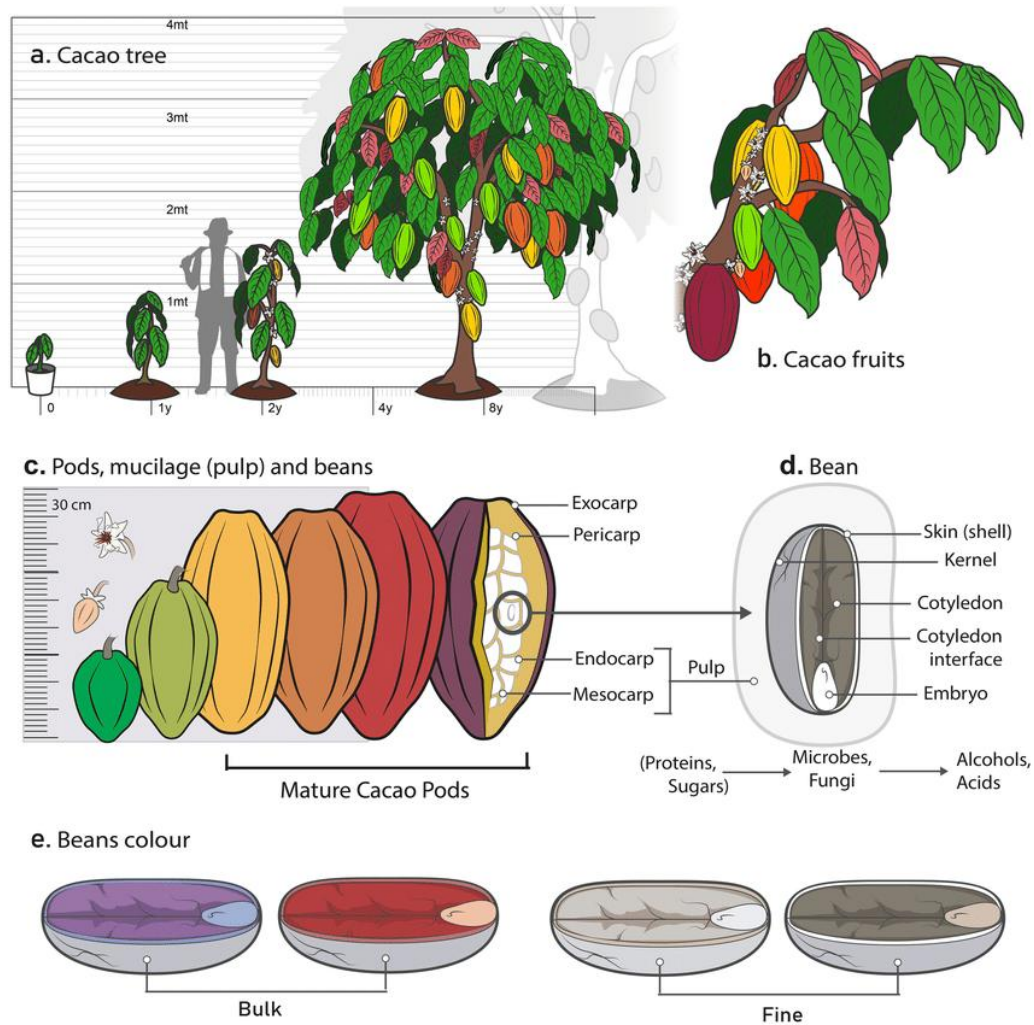 a. Cacao tree
4mt
3mt
2mt
1mt
0
1y
2y
4y
8y
b. Cacao fruits
c. Pods, mucilage (pulp) and beans
30 cm
Exocarp
Pericarp
Endocarp
Mesocarp
Pulp
Mature Cacao Pods
d. Bean
Skin (shell)
Kernel
Cotyledon
Cotyledon
interface
Embryo
(Proteins,
Sugars)
Microbes,
Fungi
Alcohols,
Acids
e. Beans colour
Bulk
Fine